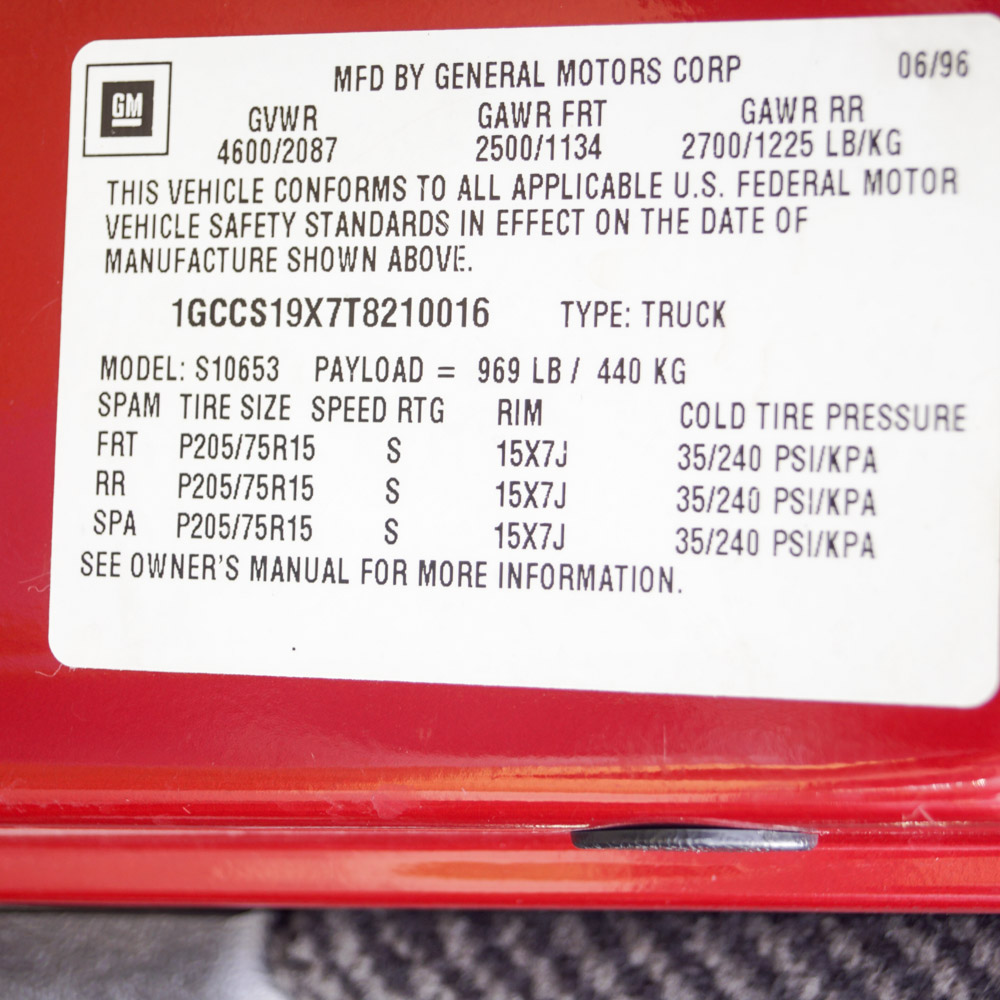 GM
MFD BY GENERAL MOTORS CORP 06/96
GVWR GAWR FRT GAWR RR
4600/2087 2500/1134 2700/1225 LB/KG
THIS VEHICLE CONFORMS TO ALL APPLICABLE U.S. FEDERAL MOTOR
VEHICLE SAFETY STANDARDS IN EFFECT ON THE DATE OF
MANUFACTURE SHOWN ABOVE.
1GCCS19X7T8210016 TYPE: TRUCK
MODEL: S10653 PAYLOAD = 969 LB / 440 KG
SPAM TIRE SIZE SPEED RTG RIM COLD TIRE PRESSURE
FRT P205/75R15 S 15X7J 35/240 PSI/KPA
RR P205/75R15 S 15X7J 35/240 PSI/KPA
SPA P205/75R15 S 15X7J 35/240 PSI/KPA
SEE OWNER'S MANUAL FOR MORE INFORMATION.